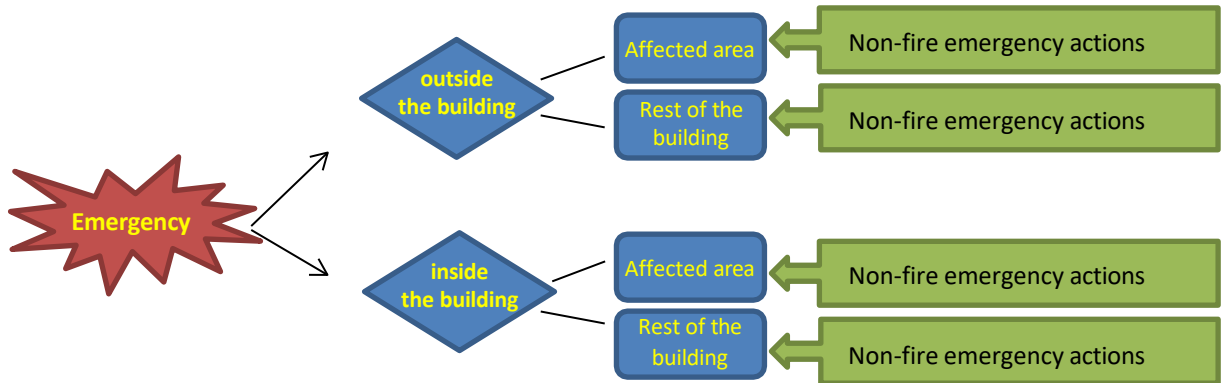 Emergency
outside
the building
Affected area
Non-fire emergency actions
Rest of the
building
Non-fire emergency actions
inside
the building
Affected area
Non-fire emergency actions
Rest of the
building
Non-fire emergency actions